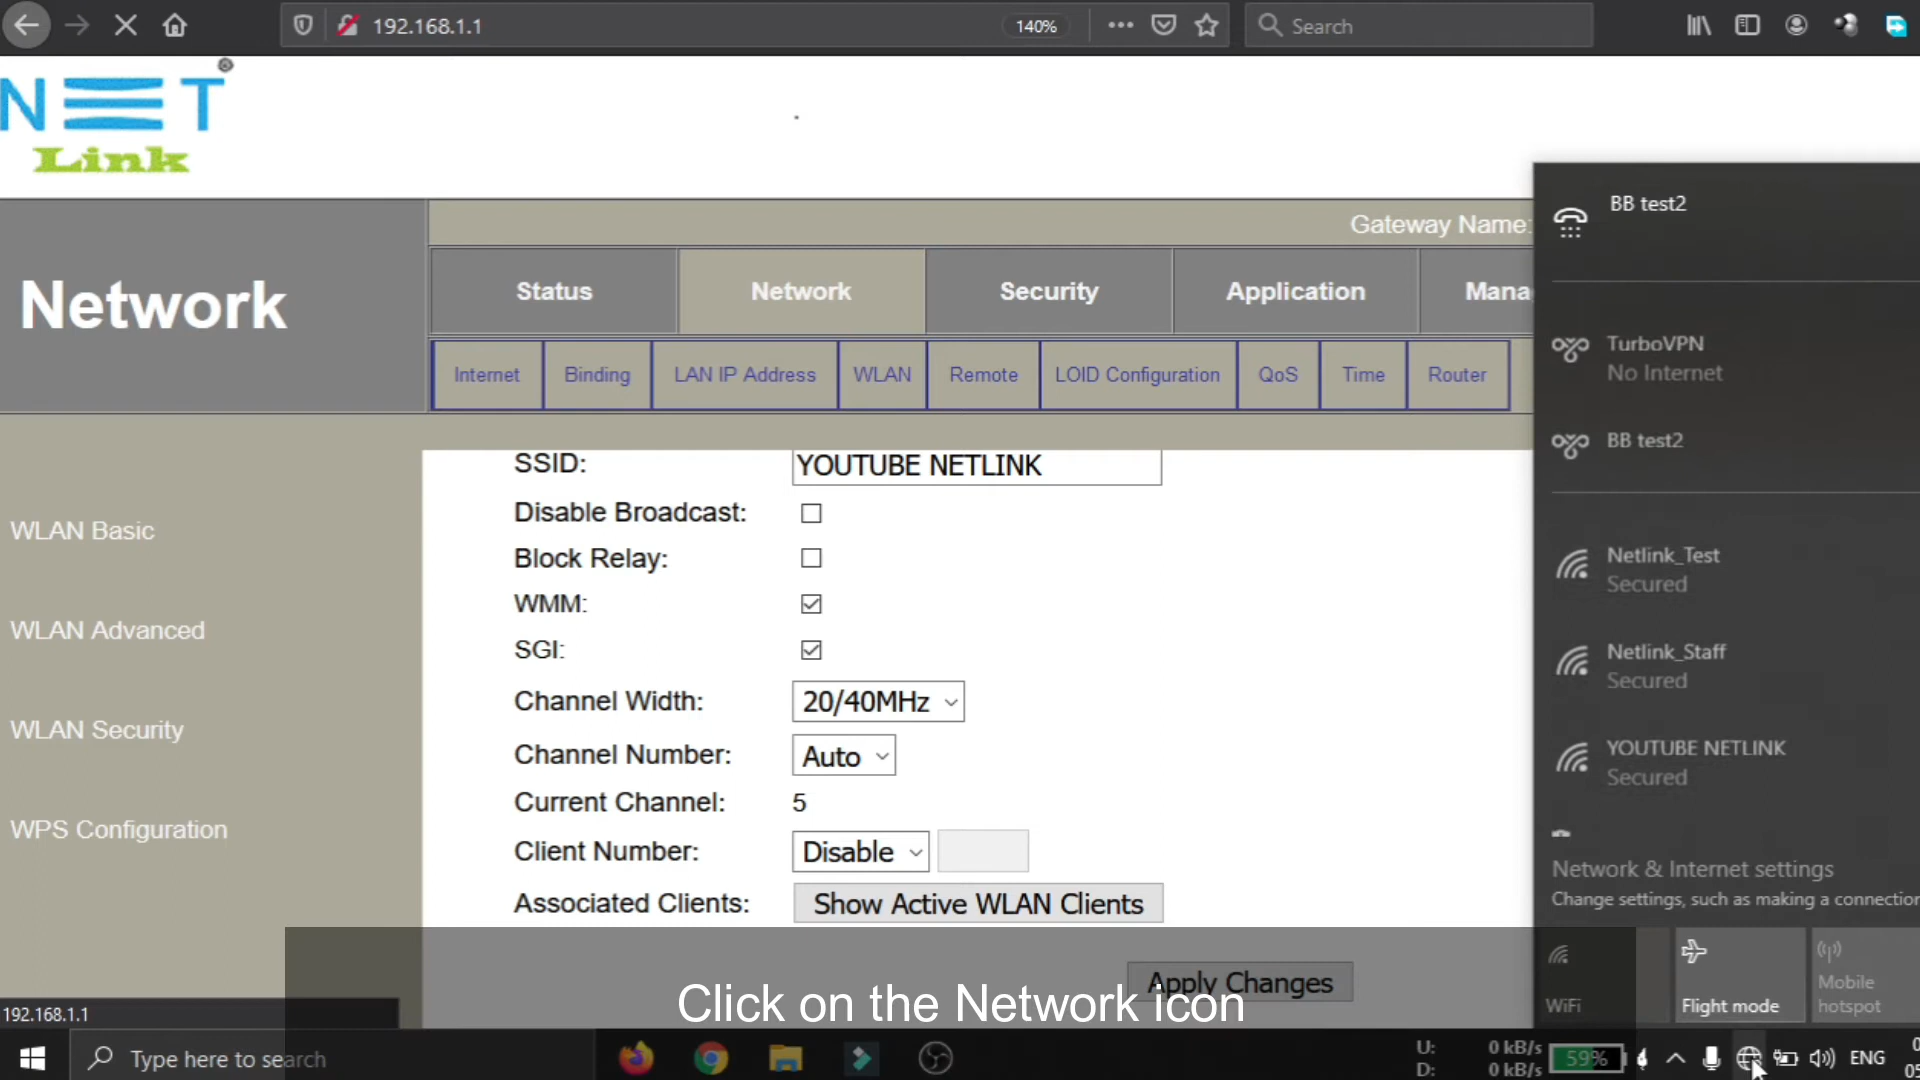 192.168.1.1
140%
Search
NET
Link
Gateway Name:
Network
Status
Network
Security
Application
Mana
Internet
Binding
LAN IP Address
WLAN
Remote
LOID Configuration
QoS
Time
Router
WLAN Basic
WLAN Advanced
WLAN Security
WPS Configuration
SSID: YOUTUBE NETLINK
Disable Broadcast:
Block Relay:
WMM:
SGI:
Channel Width: 20/40MHz
Channel Number: Auto
Current Channel: 5
Client Number: Disable
Associated Clients: Show Active WLAN Clients
Apply Changes
BB test2
TurboVPN
No Internet
BB test2
Netlink_Test
Secured
Netlink_Staff
Secured
YOUTUBE NETLINK
Secured
Network & Internet settings
Change settings, such as making a connection
WiFi
Flight mode
Mobile
hotspot
Click on the Network icon
192.168.1.1
Type here to search
U: 0 kB/s
D: 0 kB/s
59%
ENG